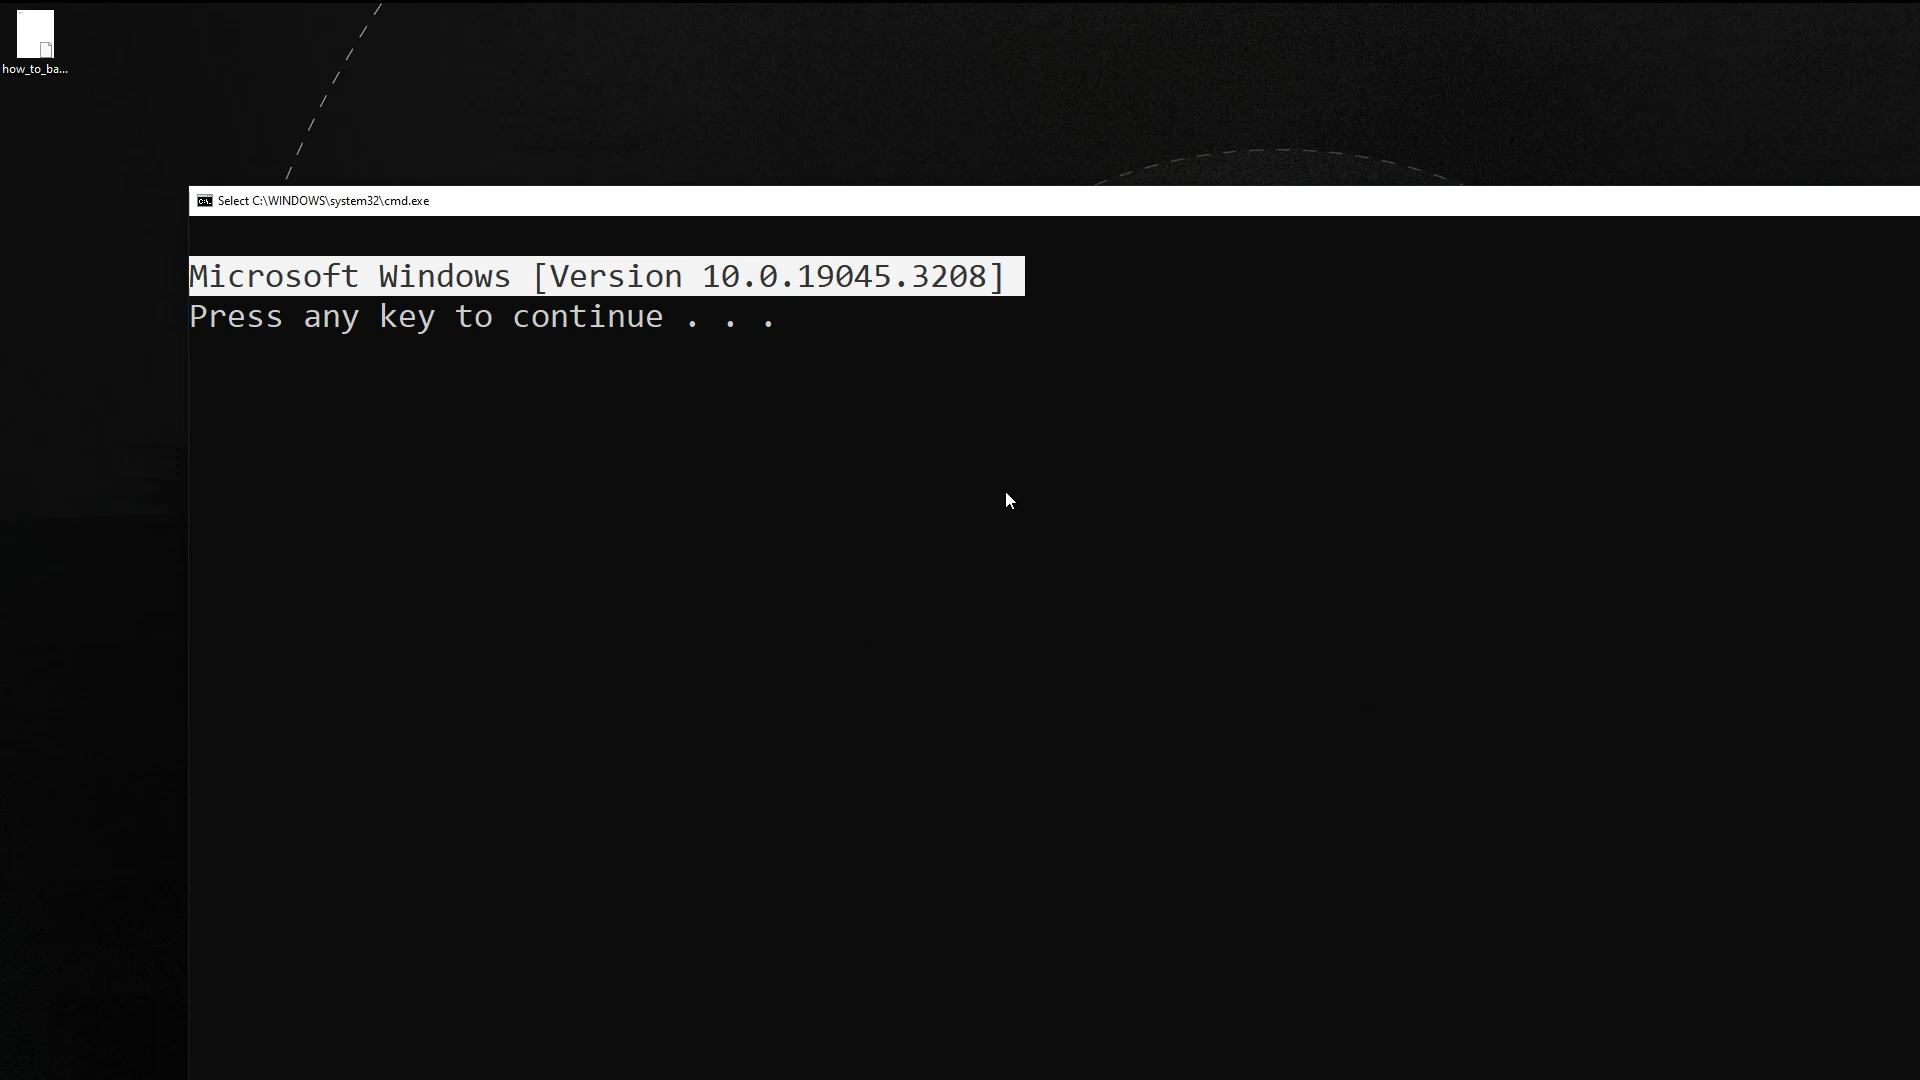 how_to_ba...
Select C:\WINDOWS\system32\cmd.exe
Microsoft Windows [Version 10.0.19045.3208]
Press any key to continue . . .